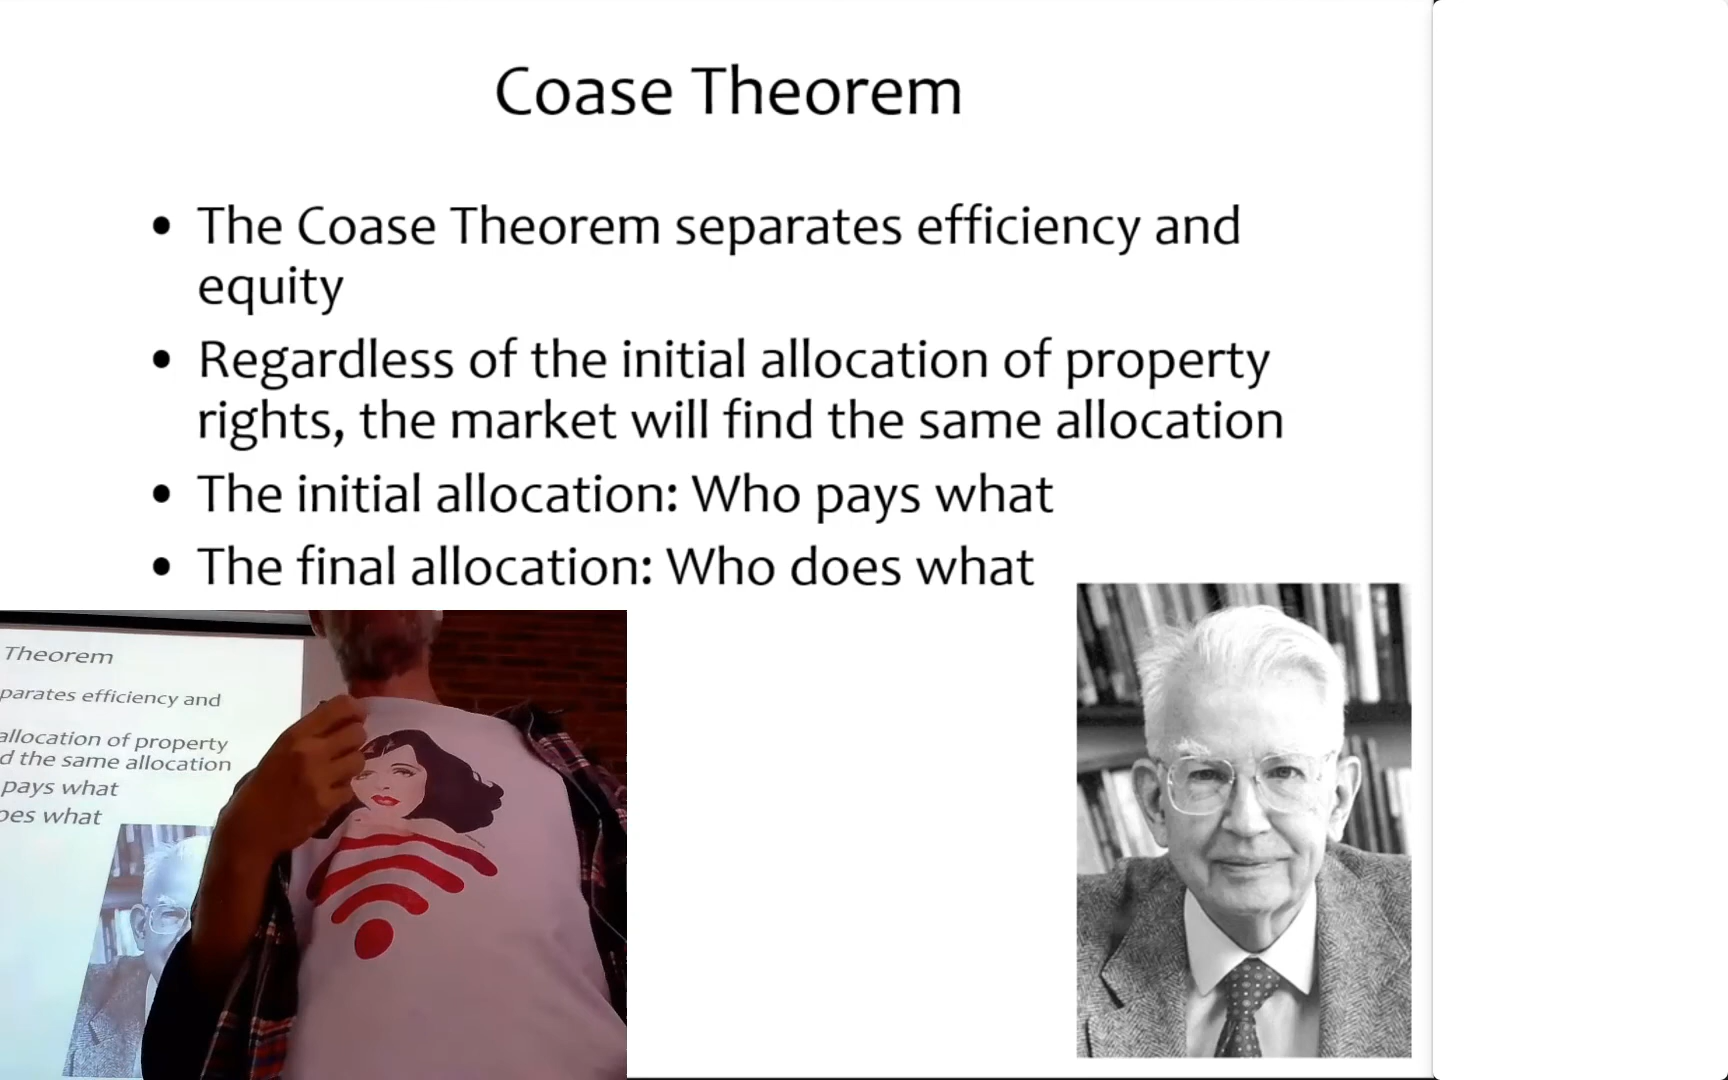 Coase Theorem
• The Coase Theorem separates efficiency and
equity
• Regardless of the initial allocation of property
rights, the market will find the same allocation
• The initial allocation: Who pays what
• The final allocation: Who does what
Theorem
parates efficiency and
allocation of property
d the same allocation
pays what
oes what